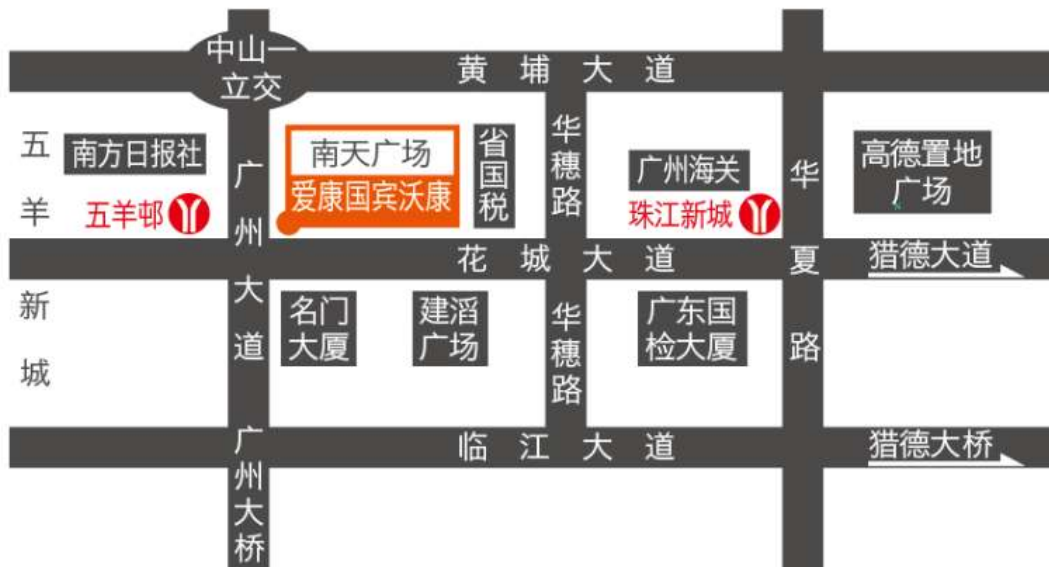 中山一
立交
黄埔大道
五羊新城
南方日报社
五羊邨
广州大道
南天广场
爱康国宾沃康
省国税
华穗路
广州海关
珠江新城
华夏路
高德置地
广场
花城大道
猎德大道
名门
大厦
建滔
广场
华穗路
广东国
检大厦
临江大道
猎德大桥
广州大桥